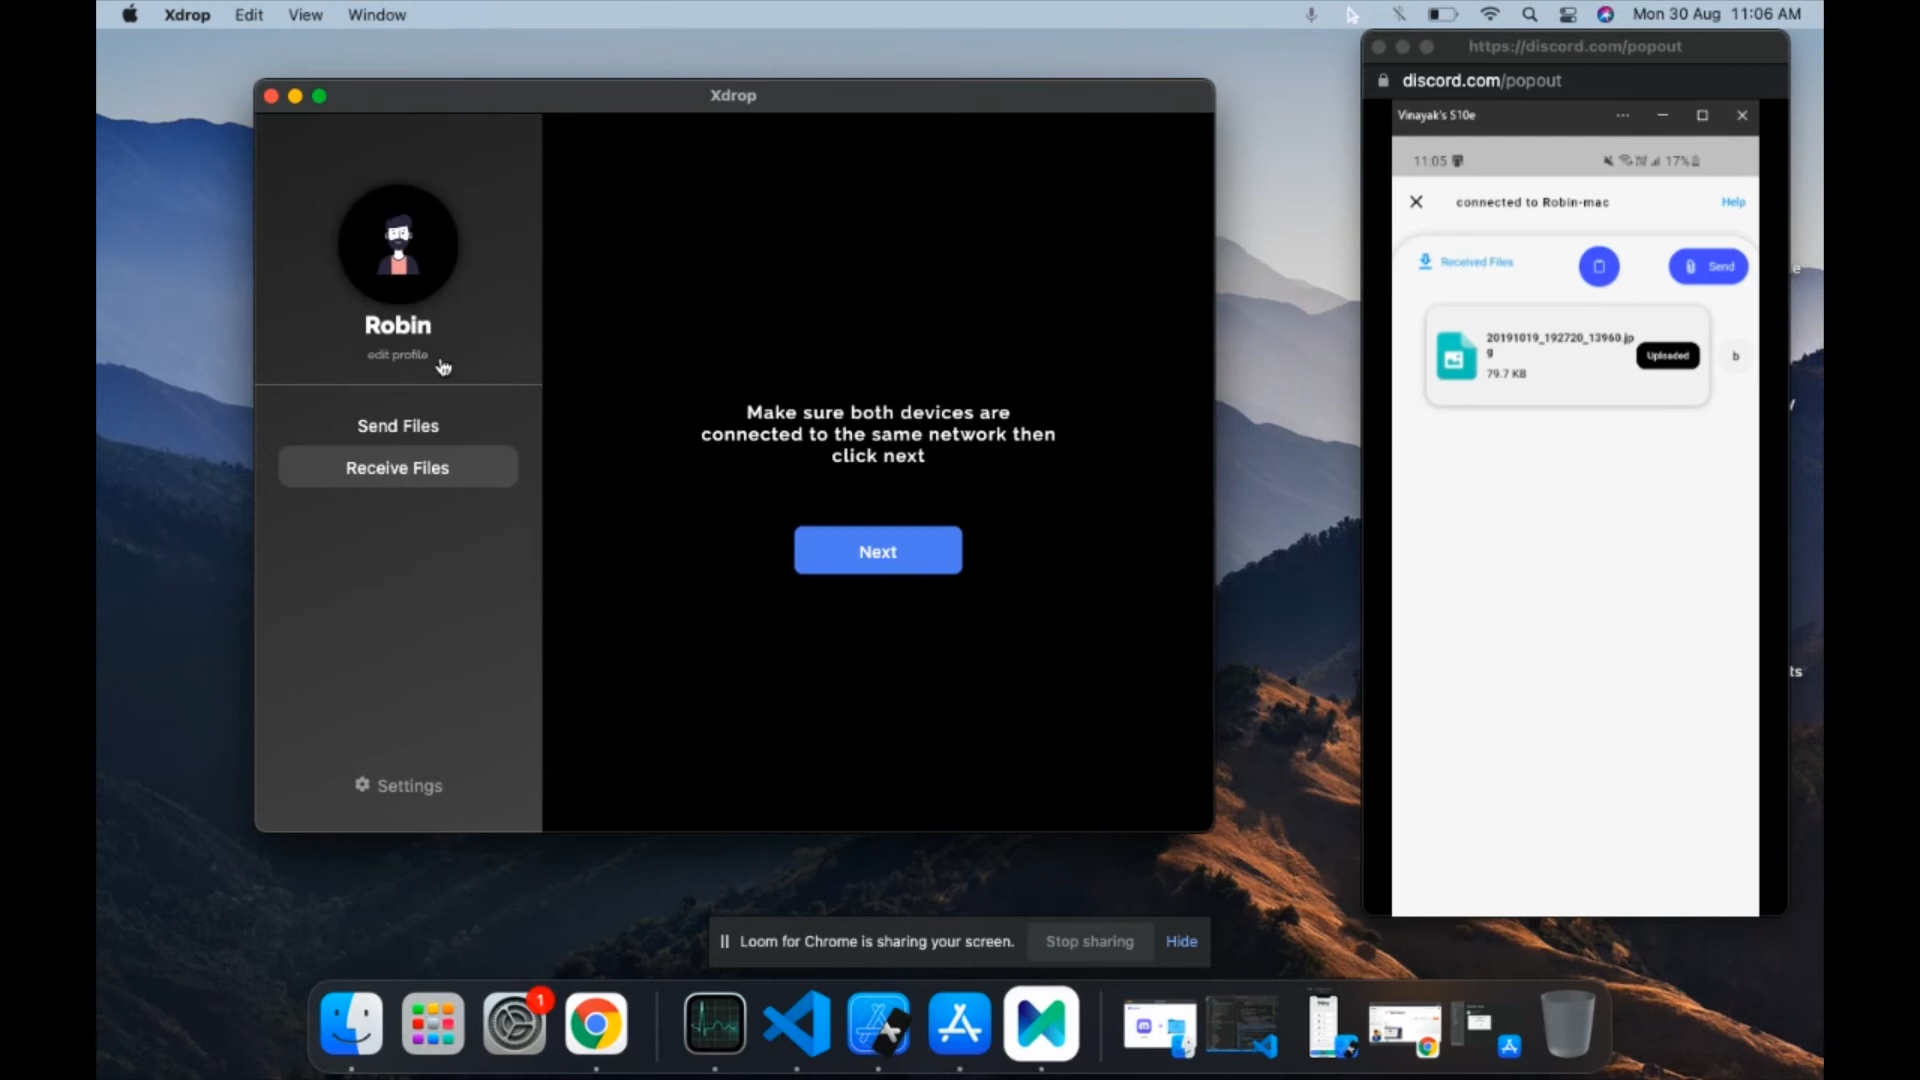 Xdrop Edit View Window
Mon 30 Aug 11:06 AM
Xdrop
Robin
edit profile
Send Files
Receive Files
Settings
Make sure both devices are
connected to the same network then
click next
Next
https://discord.com/popout
discord.com/popout
Vinayak's S10e
11:05
17%
connected to Robin-mac
Help
Received Files
Send
20191019_192720_13960.jp
g
79.7 KB
Uploaded
b
e
ts
Loom for Chrome is sharing your screen.
Stop sharing
Hide
1